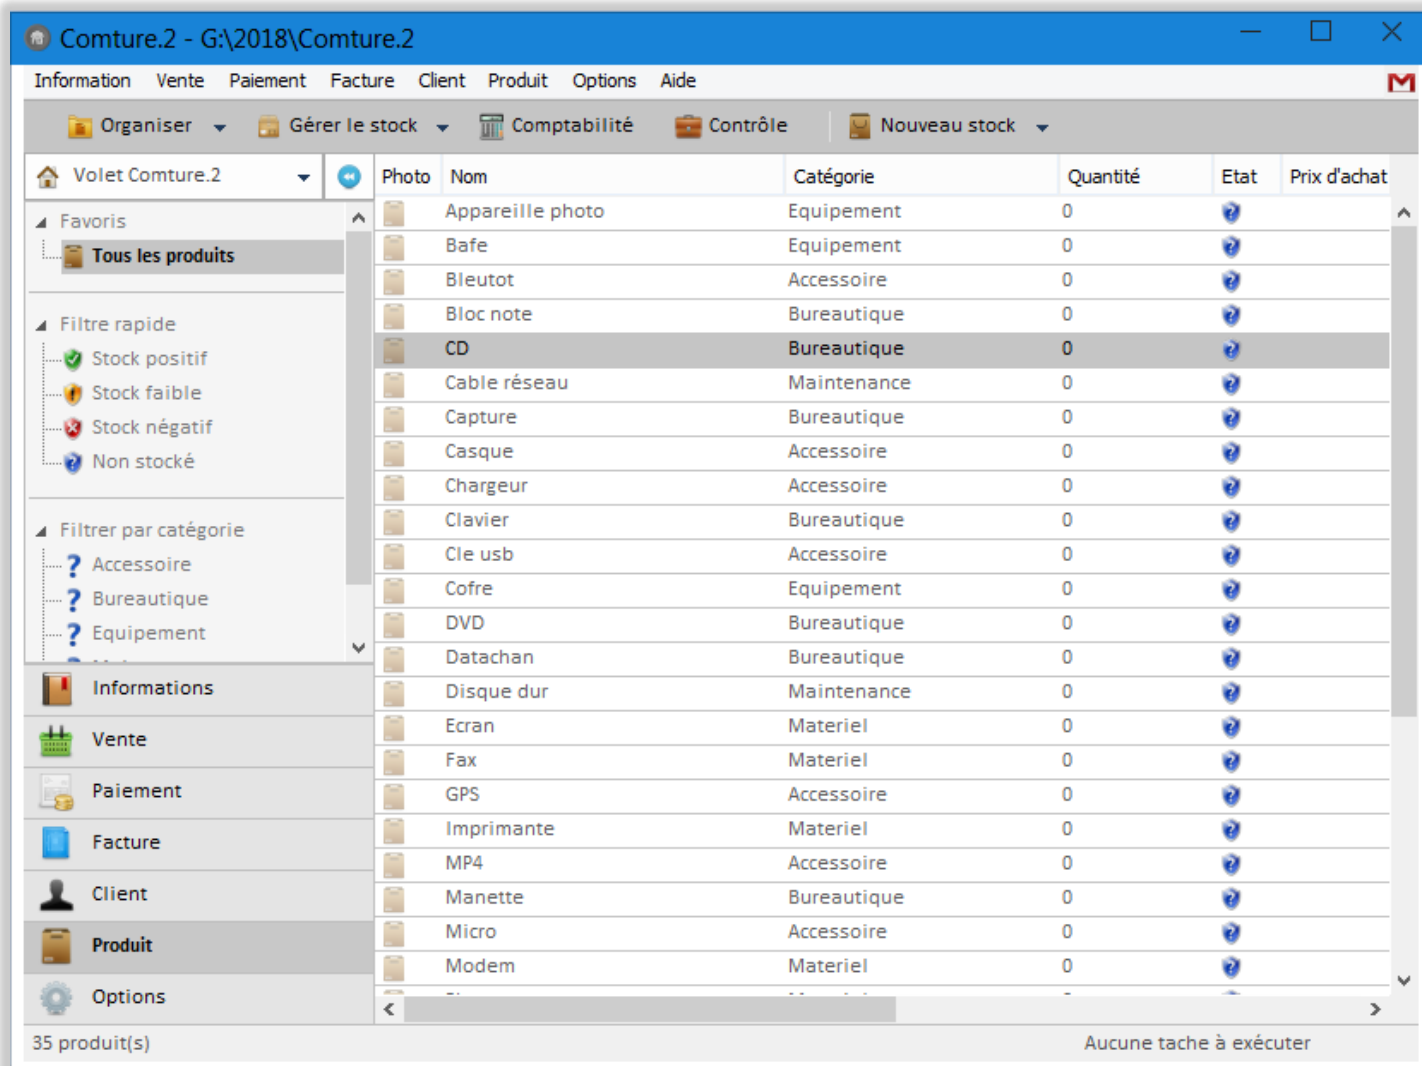 Comture.2 - G:\2018\Comture.2
Information Vente Paiement Facture Client Produit Options Aide
Organiser Gérer le stock Comptabilité Contrôle Nouveau stock
Volet Comture.2
Favoris
Tous les produits
Filtre rapide
Stock positif
Stock faible
Stock négatif
Non stocké
Filtrer par catégorie
Accessoire
Bureautique
Equipement
Informations
Vente
Paiement
Facture
Client
Produit
Options
Photo Nom Catégorie Quantité Etat Prix d'achat
Appareille photo Equipement 0
Bafe Equipement 0
Bleutot Accessoire 0
Bloc note Bureautique 0
CD Bureautique 0
Cable réseau Maintenance 0
Capture Bureautique 0
Casque Accessoire 0
Chargeur Accessoire 0
Clavier Bureautique 0
Cle usb Accessoire 0
Cofre Equipement 0
DVD Bureautique 0
Datachan Bureautique 0
Disque dur Maintenance 0
Ecran Materiel 0
Fax Materiel 0
GPS Accessoire 0
Imprimante Materiel 0
MP4 Accessoire 0
Manette Bureautique 0
Micro Accessoire 0
Modem Materiel 0
35 produit(s) Aucune tache à exécuter